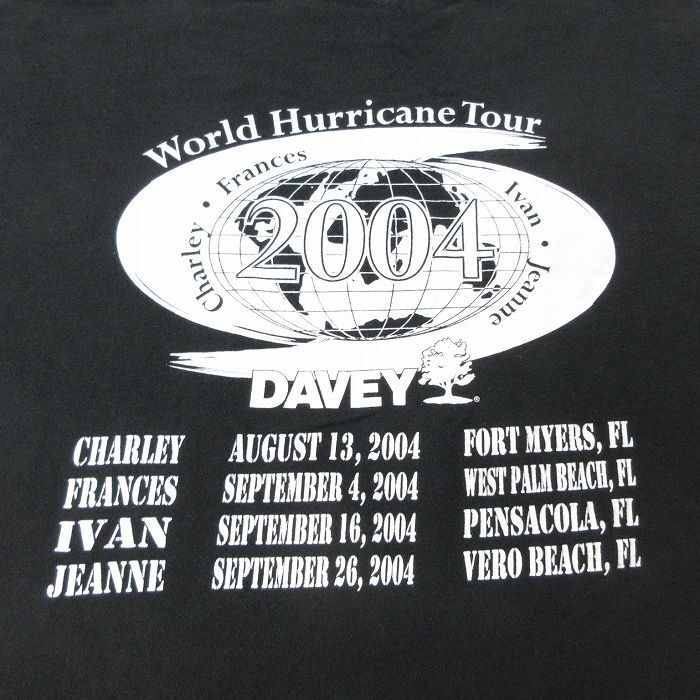 World Hurricane Tour
Charley • Frances
Ivan • Jeanne
2004
DAVEY®
CHARLEY AUGUST 13, 2004 FORT MYERS, FL
FRANCES SEPTEMBER 4, 2004 WEST PALM BEACH, FL
IVAN SEPTEMBER 16, 2004 PENSACOLA, FL
JEANNE SEPTEMBER 26, 2004 VERO BEACH, FL